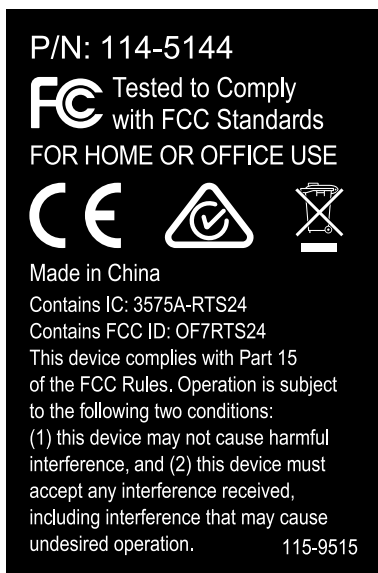 P/N: 114-5144
FC Tested to Comply
with FCC Standards
FOR HOME OR OFFICE USE
CE
Made in China
Contains IC: 3575A-RTS24
Contains FCC ID: OF7RTS24
This device complies with Part 15
of the FCC Rules. Operation is subject
to the following two conditions:
(1) this device may not cause harmful
interference, and (2) this device must
accept any interference received,
including interference that may cause
undesired operation. 115-9515